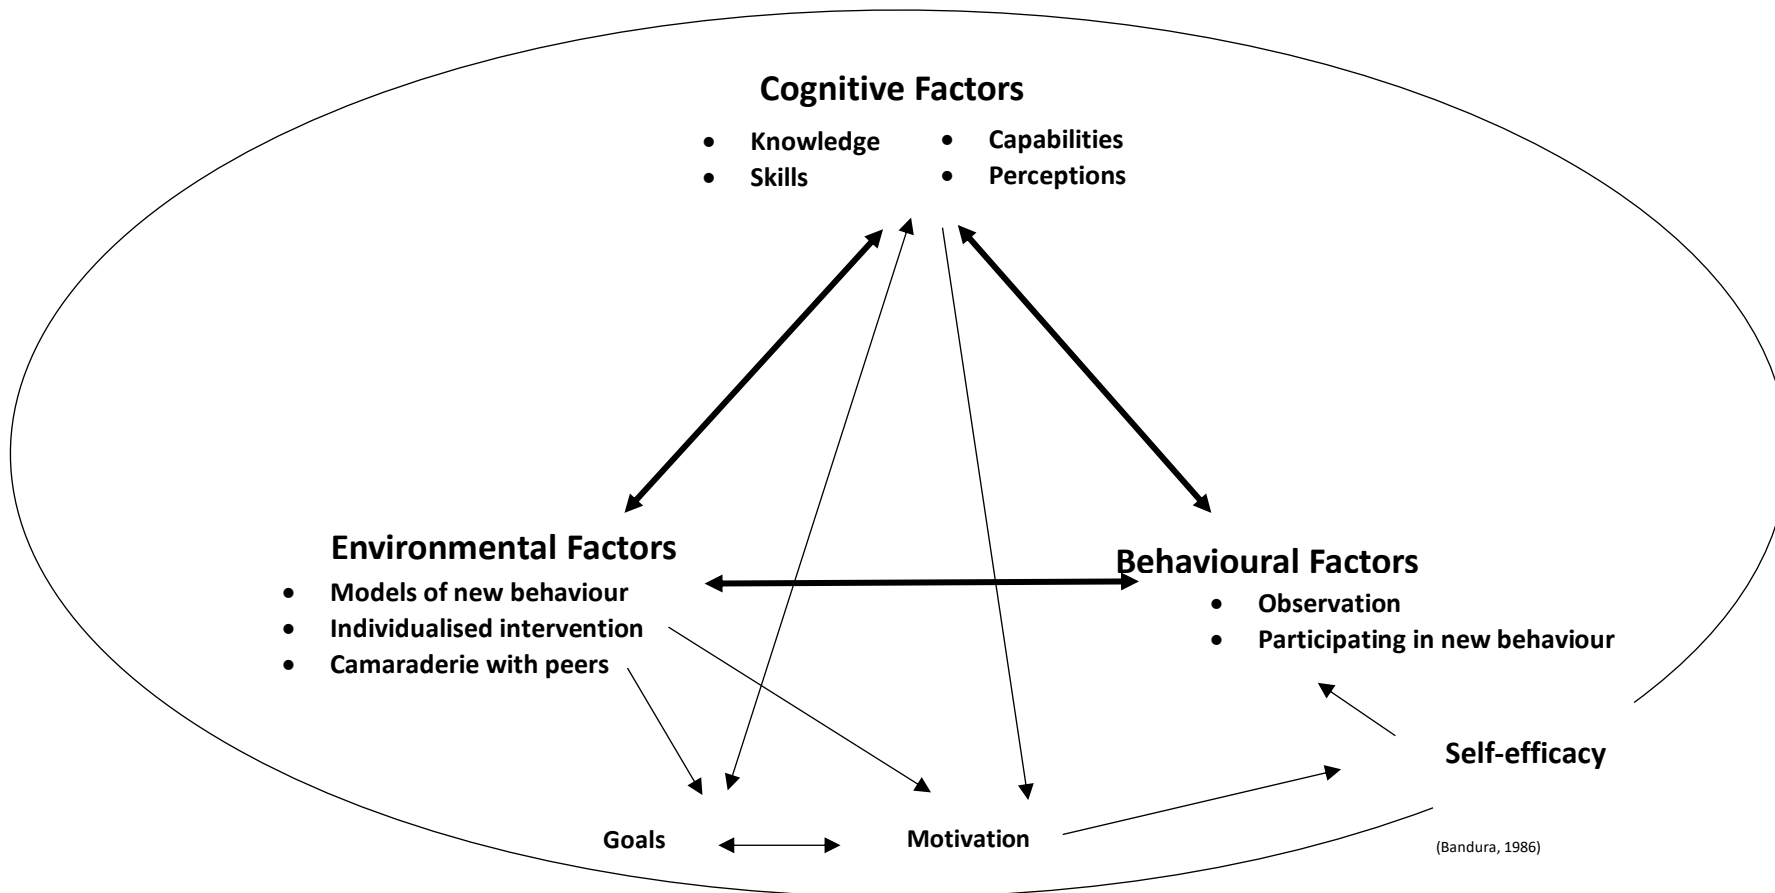 Cognitive Factors
• Knowledge
• Skills
• Capabilities
• Perceptions
Environmental Factors
• Models of new behaviour
• Individualised intervention
• Camaraderie with peers
Behavioural Factors
• Observation
• Participating in new behaviour
Self-efficacy
Goals
Motivation
(Bandura, 1986)